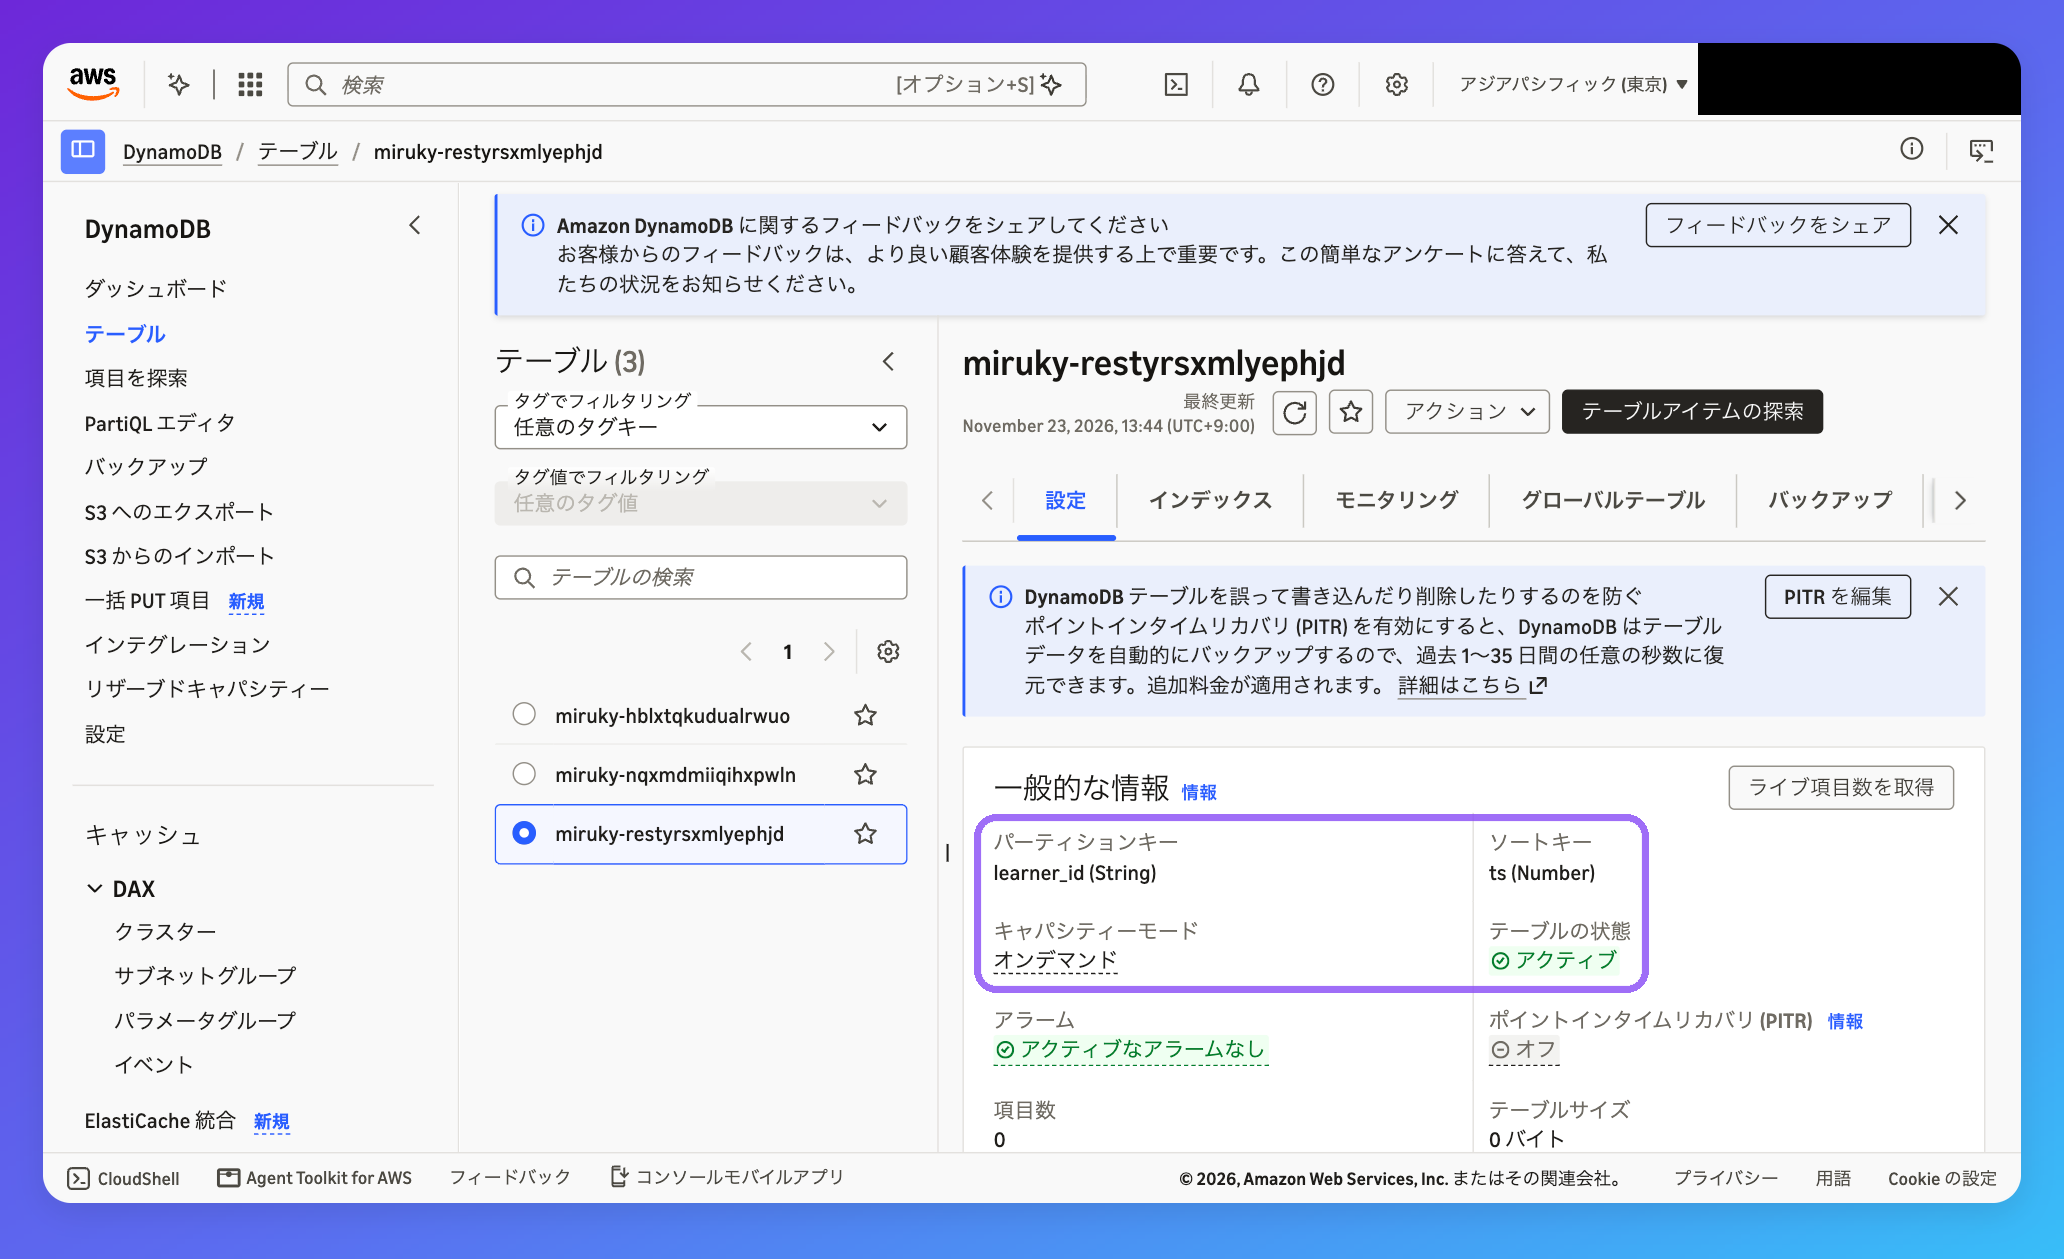 aws
検索
[オプション+S]
アジアパシフィック (東京) ▼
DynamoDB / テーブル / miruky-restyrsxmlyephjd
DynamoDB
ダッシュボード
テーブル
項目を探索
PartiQL エディタ
バックアップ
S3 へのエクスポート
S3 からのインポート
一括 PUT 項目 新規
インテグレーション
リザーブドキャパシティー
設定
キャッシュ
DAX
クラスター
サブネットグループ
パラメータグループ
イベント
ElastiCache 統合 新規
Amazon DynamoDB に関するフィードバックをシェアしてください
お客様からのフィードバックは、より良い顧客体験を提供する上で重要です。この簡単なアンケートに答えて、私
たちの状況をお知らせください。
フィードバックをシェア
テーブル (3)
タグでフィルタリング
任意のタグキー
タグ値でフィルタリング
任意のタグ値
テーブルの検索
1
miruky-hblxtqkudualrwuo
miruky-nqxmdmiiqihxpwln
miruky-restyrsxmlyephjd
miruky-restyrsxmlyephjd
最終更新
November 23, 2026, 13:44 (UTC+9:00)
アクション
テーブルアイテムの探索
設定
インデックス
モニタリング
グローバルテーブル
バックアップ
DynamoDB テーブルを誤って書き込んだり削除したりするのを防ぐ
ポイントインタイムリカバリ (PITR) を有効にすると、DynamoDB はテーブル
データを自動的にバックアップするので、過去 1〜35 日間の任意の秒数に復
元できます。追加料金が適用されます。 詳細はこちら
PITR を編集
一般的な情報 情報
ライブ項目数を取得
パーティションキー
learner_id (String)
ソートキー
ts (Number)
キャパシティーモード
オンデマンド
テーブルの状態
アクティブ
アラーム
アクティブなアラームなし
ポイントインタイムリカバリ (PITR) 情報
オフ
項目数
0
テーブルサイズ
0 バイト
CloudShell
Agent Toolkit for AWS
フィードバック
コンソールモバイルアプリ
© 2026, Amazon Web Services, Inc. またはその関連会社。
プライバシー
用語
Cookie の設定